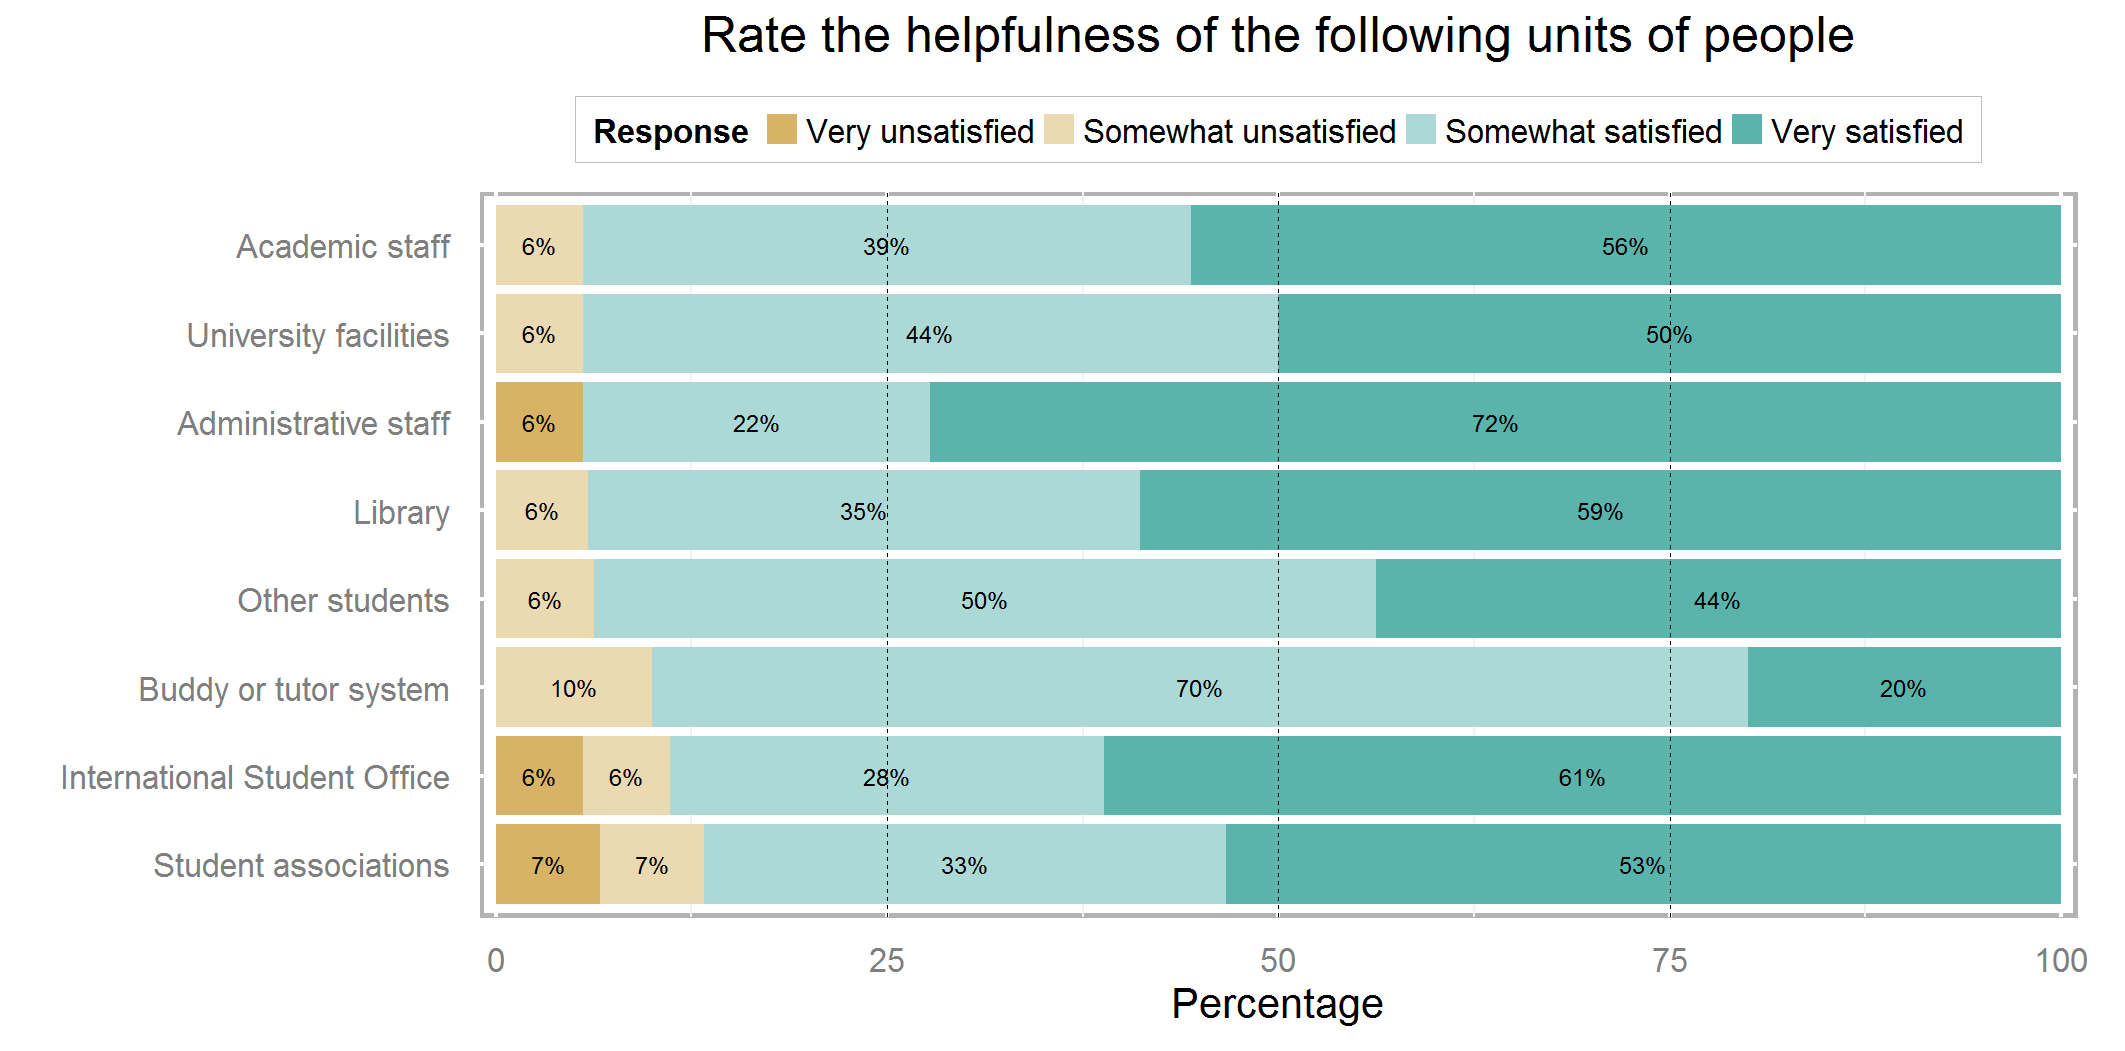 Rate the helpfulness of the following units of people
Response Very unsatisfied Somewhat unsatisfied Somewhat satisfied Very satisfied
Academic staff 6% 39% 56%
University facilities 6% 44% 50%
Administrative staff 6% 22% 72%
Library 6% 35% 59%
Other students 6% 50% 44%
Buddy or tutor system 10% 70% 20%
International Student Office 6% 6% 28% 61%
Student associations 7% 7% 33% 53%
0 25 50 75 100
Percentage